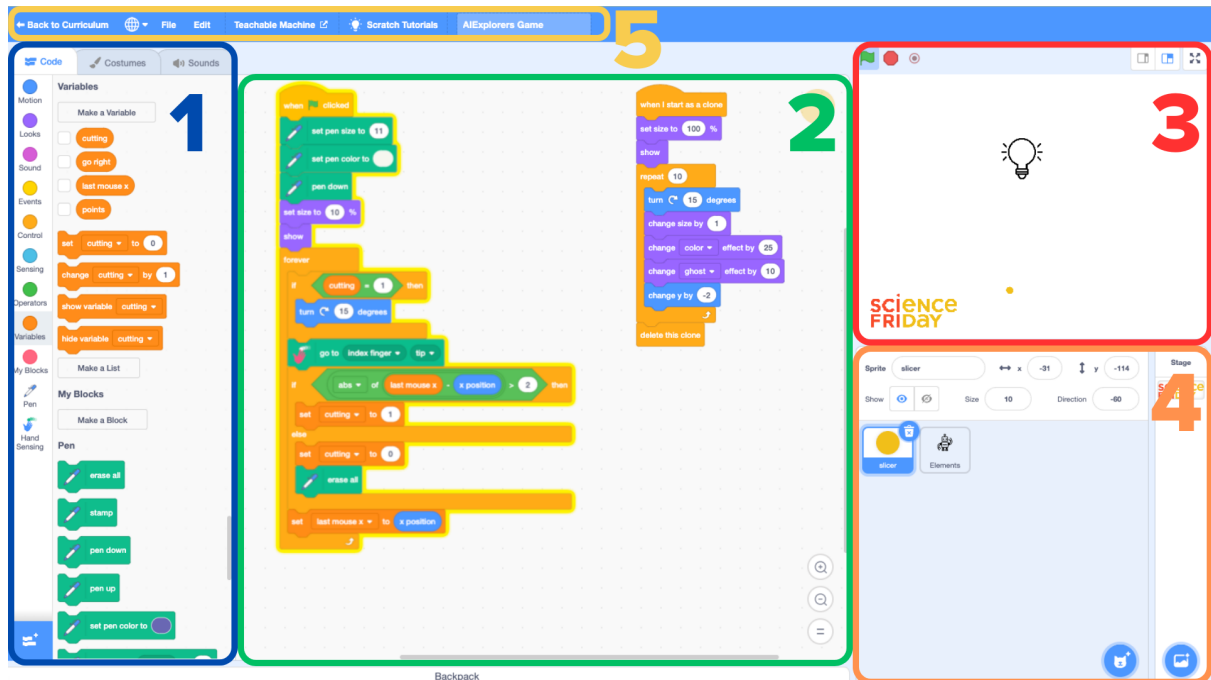 ← Back to Curriculum File Edit Teachable Machine Scratch Tutorials AIExplorers Game
5
Code Costumes Sounds
1
Motion
Looks
Sound
Events
Control
Sensing
Operators
Variables
My Blocks
Pen
Hand
Sensing
Variables
Make a Variable
cutting
go right
last mouse x
points
set cutting to 0
change cutting by 1
show variable cutting
hide variable cutting
Make a List
My Blocks
Make a Block
Pen
erase all
stamp
pen down
pen up
set pen color to
2
when clicked
set pen size to 11
set pen color to
pen down
set size to 10 %
show
forever
if cutting = 1 then
turn 15 degrees
go to index finger tip
if abs of last mouse x - x position > 2 then
set cutting to 1
else
set cutting to 0
erase all
set last mouse x to x position
when I start as a clone
set size to 100 %
show
repeat 10
turn 15 degrees
change size by 1
change color effect by 25
change ghost effect by 10
change y by -2
delete this clone
3
SCIENCE
FRIDAY
4
Sprite slicer x -31 y -114
Show Size 10 Direction -60
slicer
Elements
Stage
Backpack